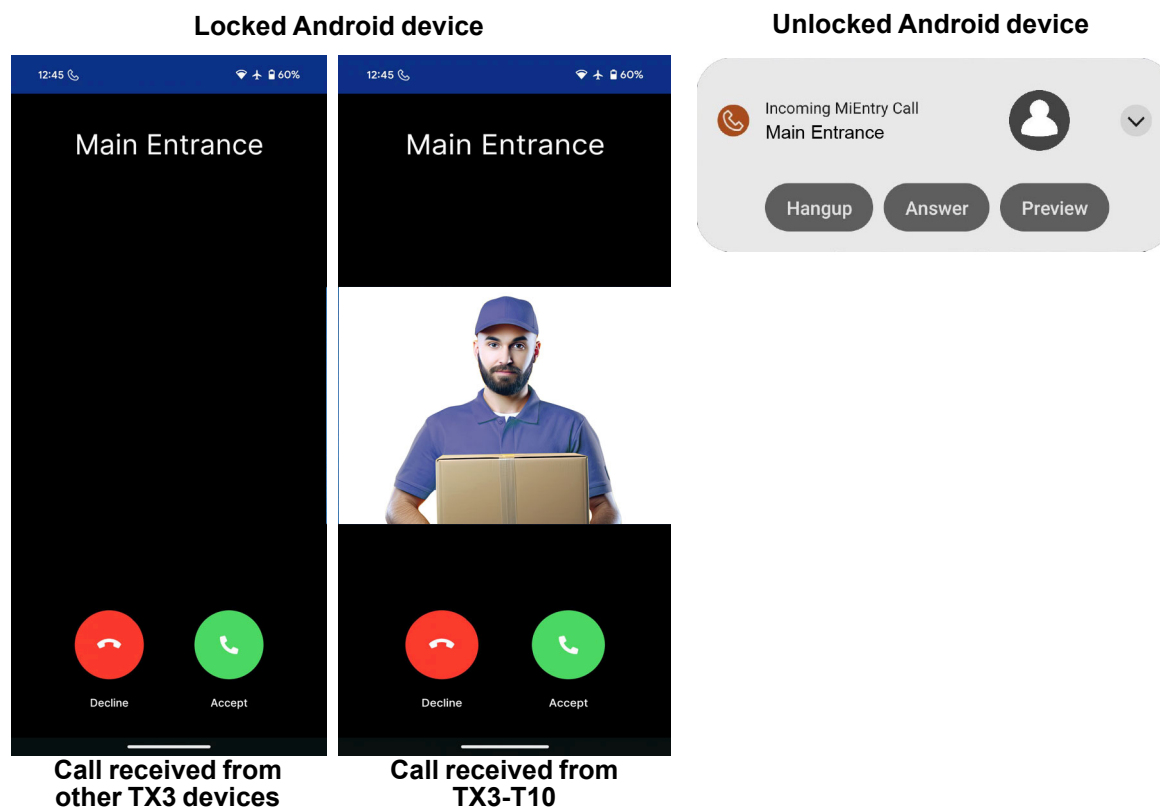 Locked Android device
Unlocked Android device
12:45
60%
Main Entrance
Decline
Accept
Call received from
other TX3 devices
12:45
60%
Main Entrance
Decline
Accept
Call received from
TX3-T10
Incoming MiEntry Call
Main Entrance
Hangup
Answer
Preview